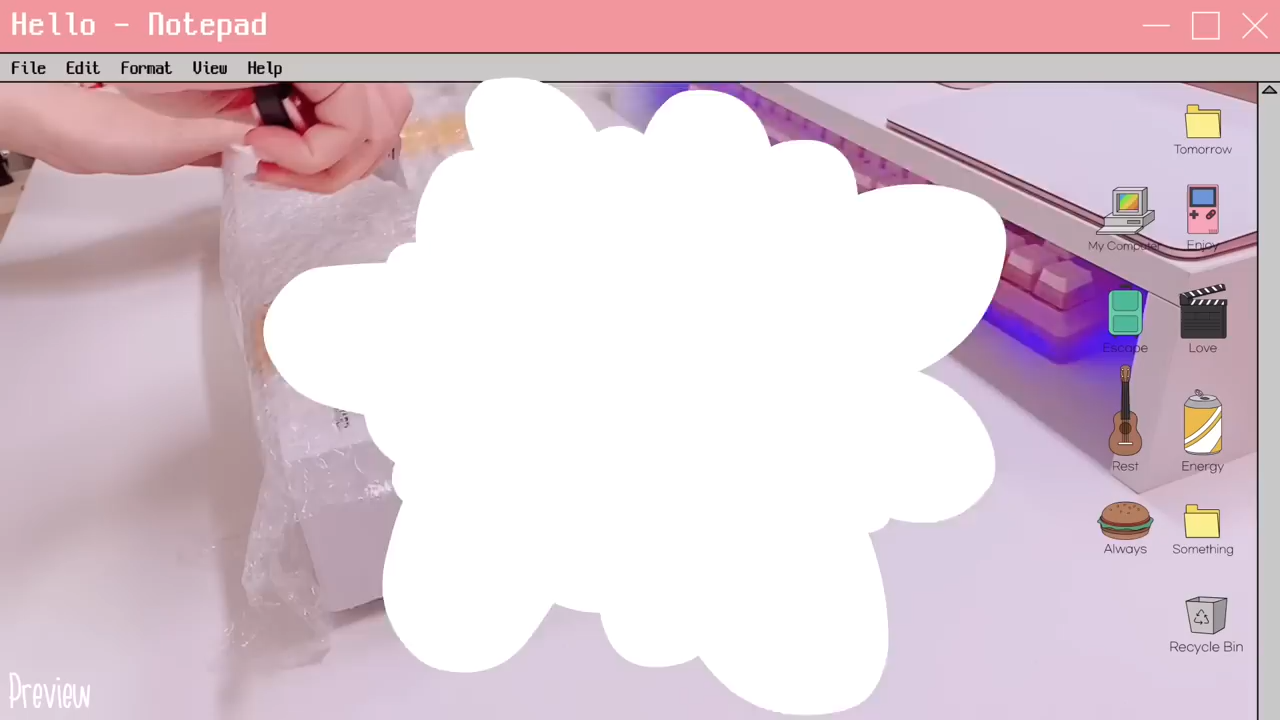 Hello - Notepad
File Edit Format View Help
Tomorrow
My Computer Enjoy
Escape Love
Rest Energy
Always Something
Recycle Bin
Preview